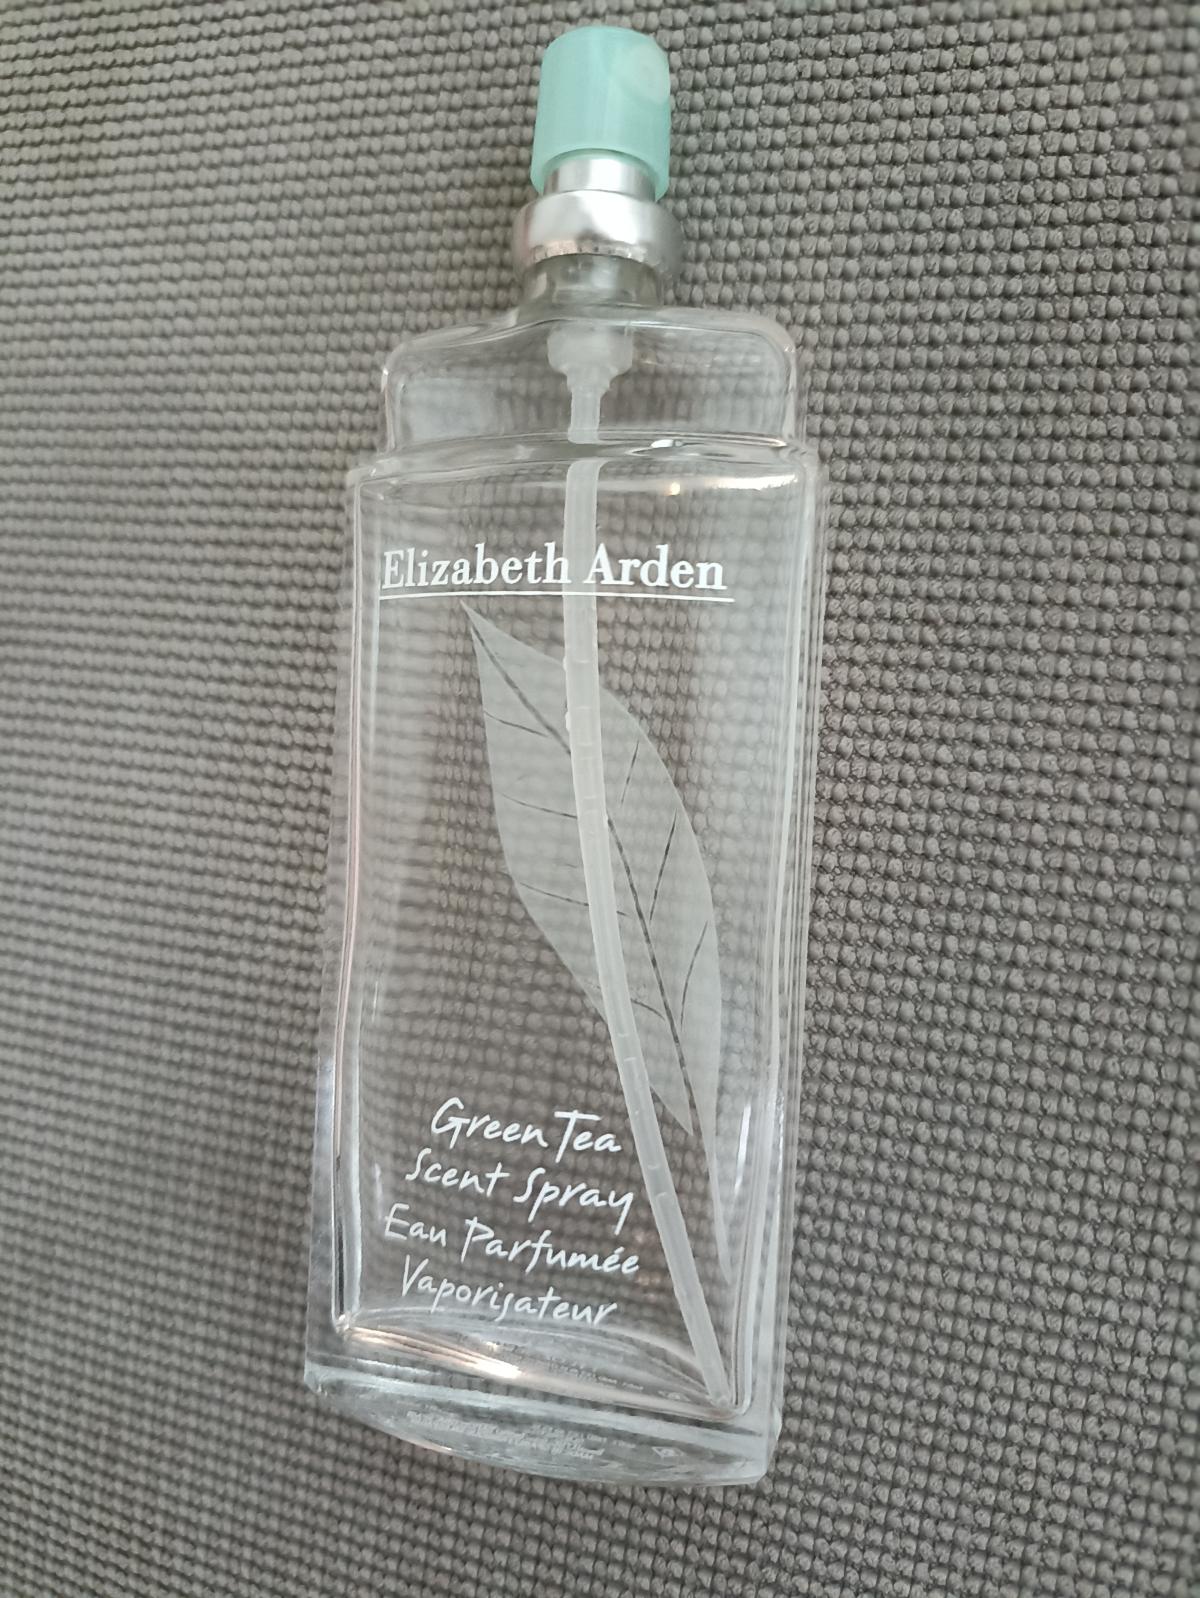 Elizabeth Arden
Green Tea
Scent Spray
Eau Parfumée
Vaporisateur